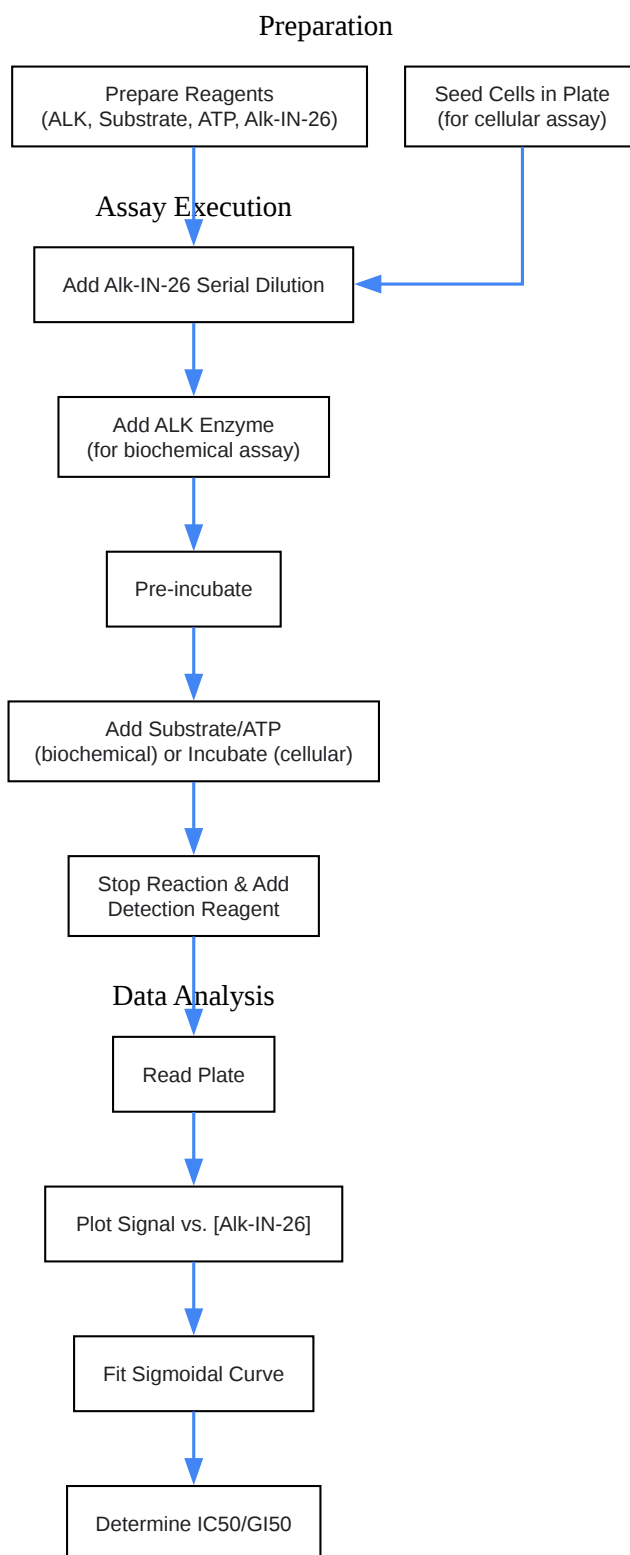 Preparation
Prepare Reagents
(ALK, Substrate, ATP, Alk-IN-26)
Seed Cells in Plate
(for cellular assay)
Assay Execution
Add Alk-IN-26 Serial Dilution
Add ALK Enzyme
(for biochemical assay)
Pre-incubate
Add Substrate/ATP
(biochemical) or Incubate (cellular)
Stop Reaction & Add
Detection Reagent
Data Analysis
Read Plate
Plot Signal vs. [Alk-IN-26]
Fit Sigmoidal Curve
Determine IC50/GI50